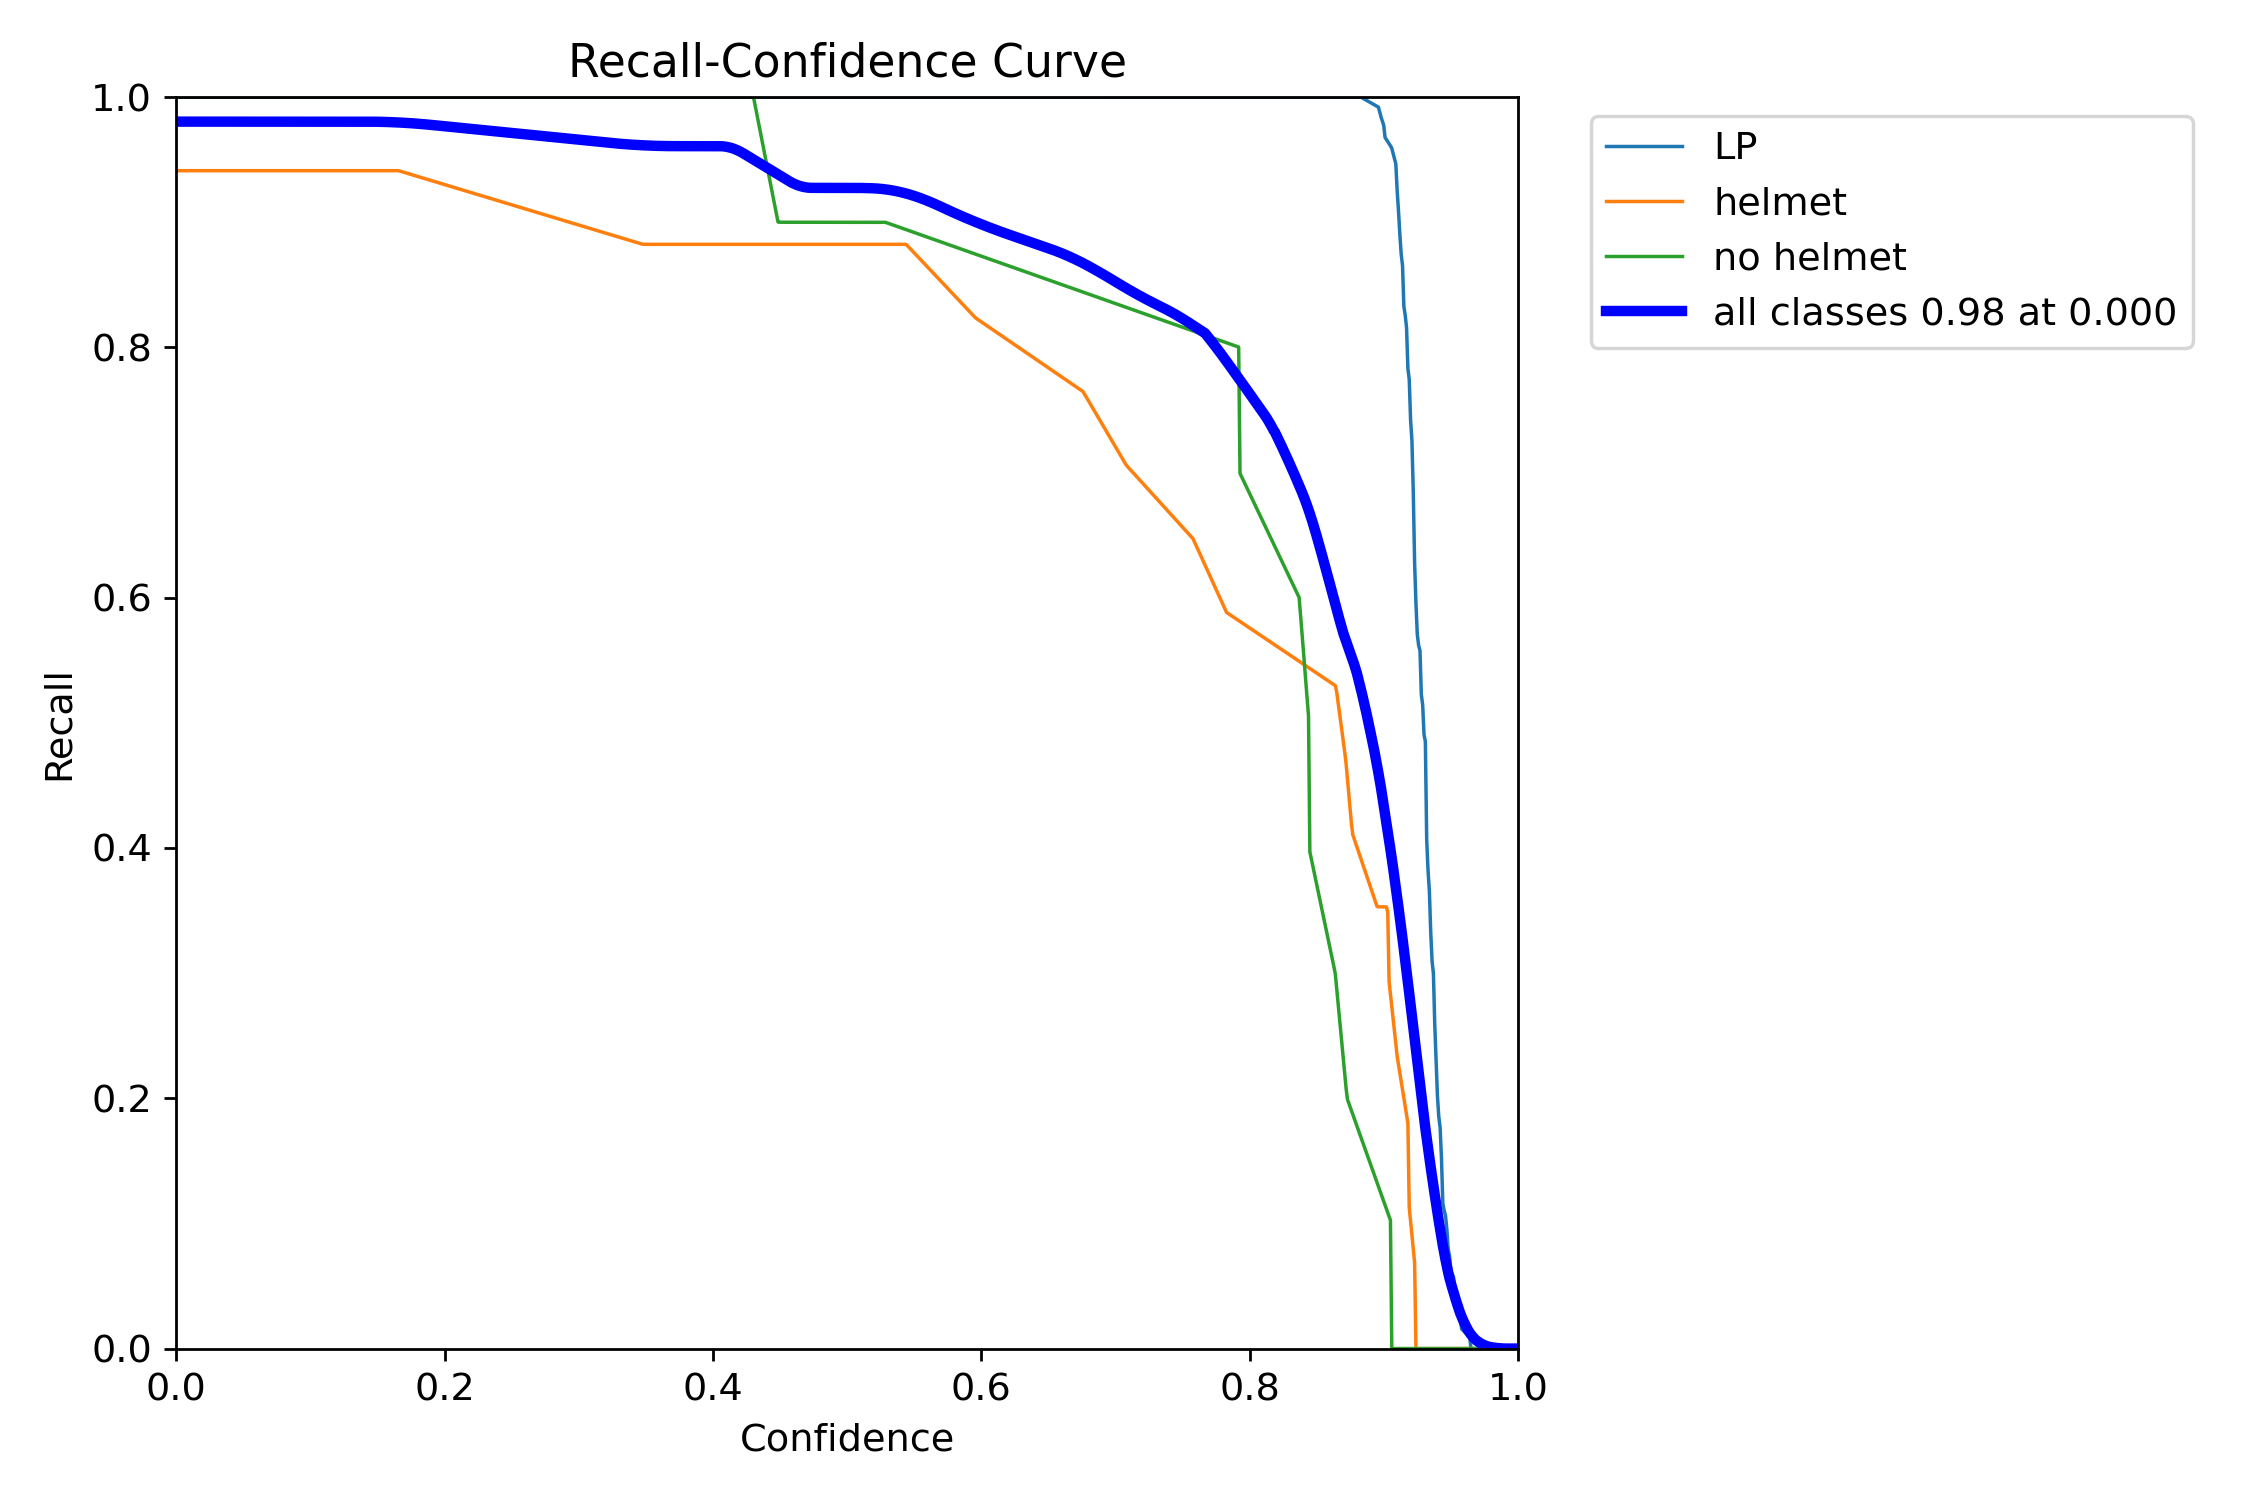 Recall-Confidence Curve
1.0
0.8
0.6
0.4
0.2
0.0
Recall
0.0 0.2 0.4 0.6 0.8 1.0
Confidence
LP
helmet
no helmet
all classes 0.98 at 0.000